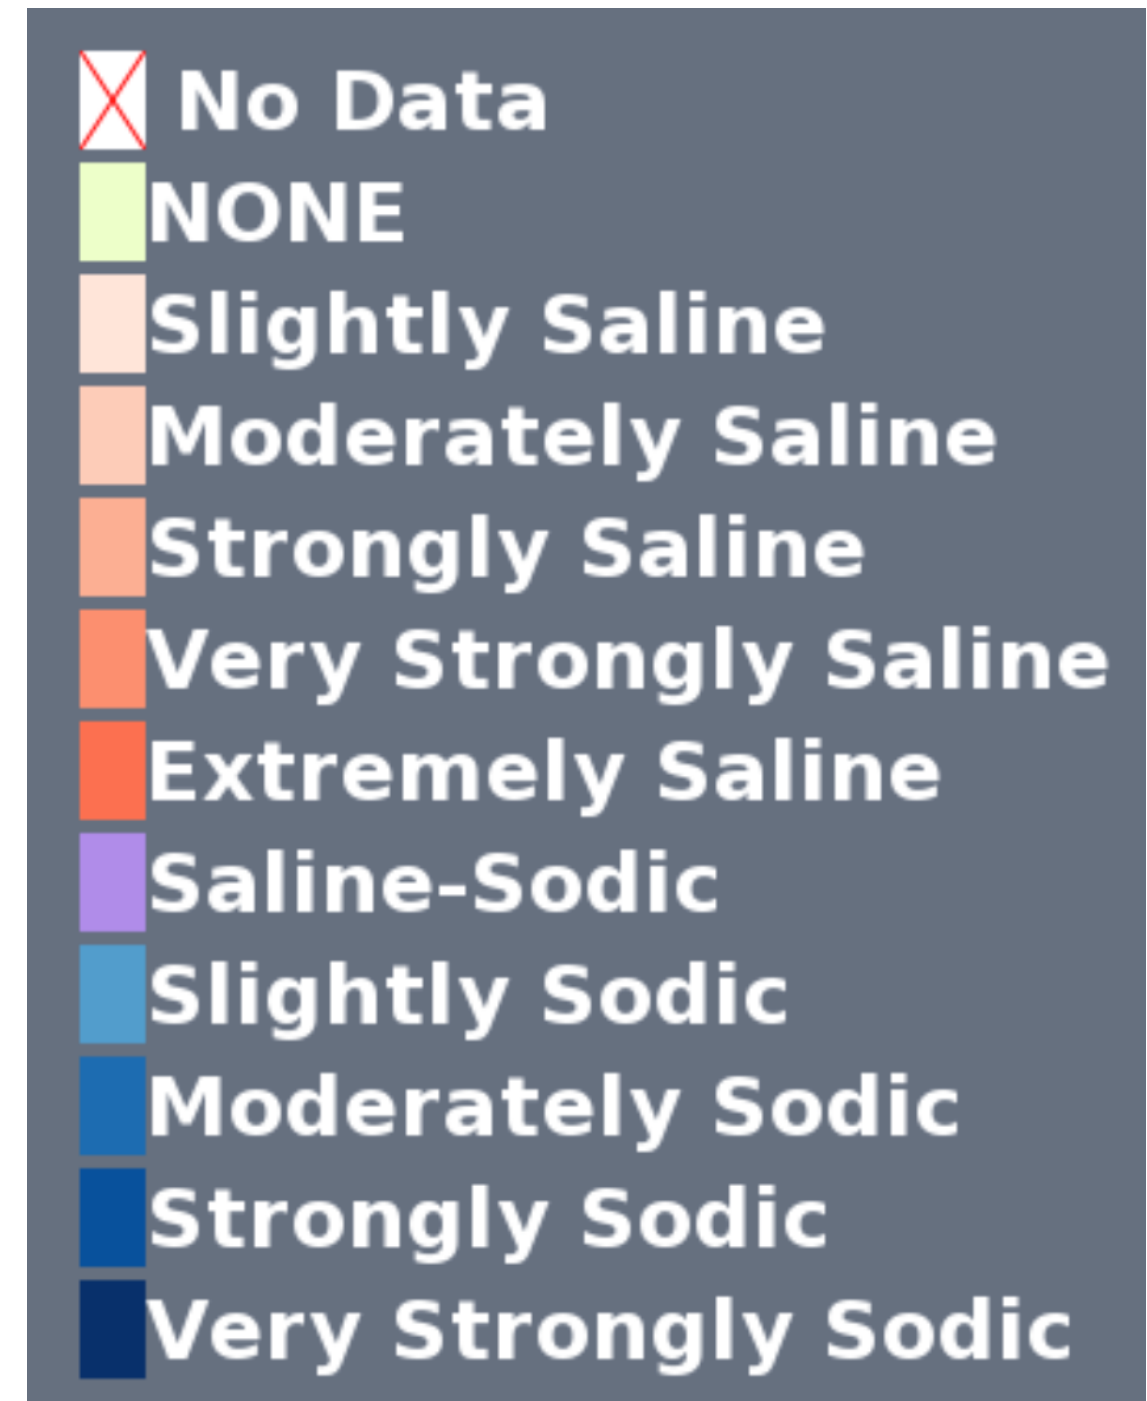 No Data
NONE
Slightly Saline
Moderately Saline
Strongly Saline
Very Strongly Saline
Extremely Saline
Saline-Sodic
Slightly Sodic
Moderately Sodic
Strongly Sodic
Very Strongly Sodic